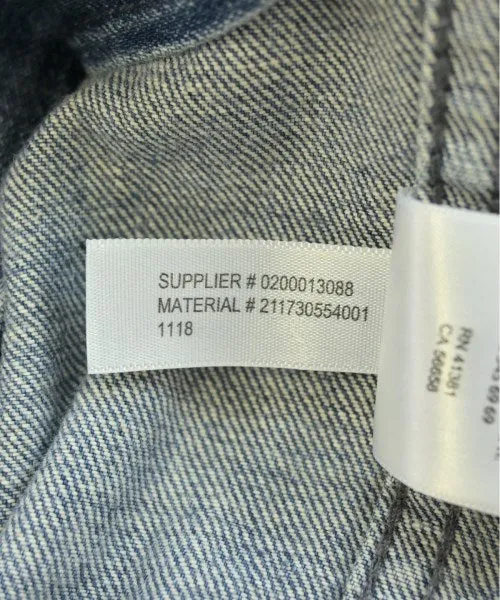 SUPPLIER # 0200013088
MATERIAL # 211730554001
1118
RN 41381
CA 56658